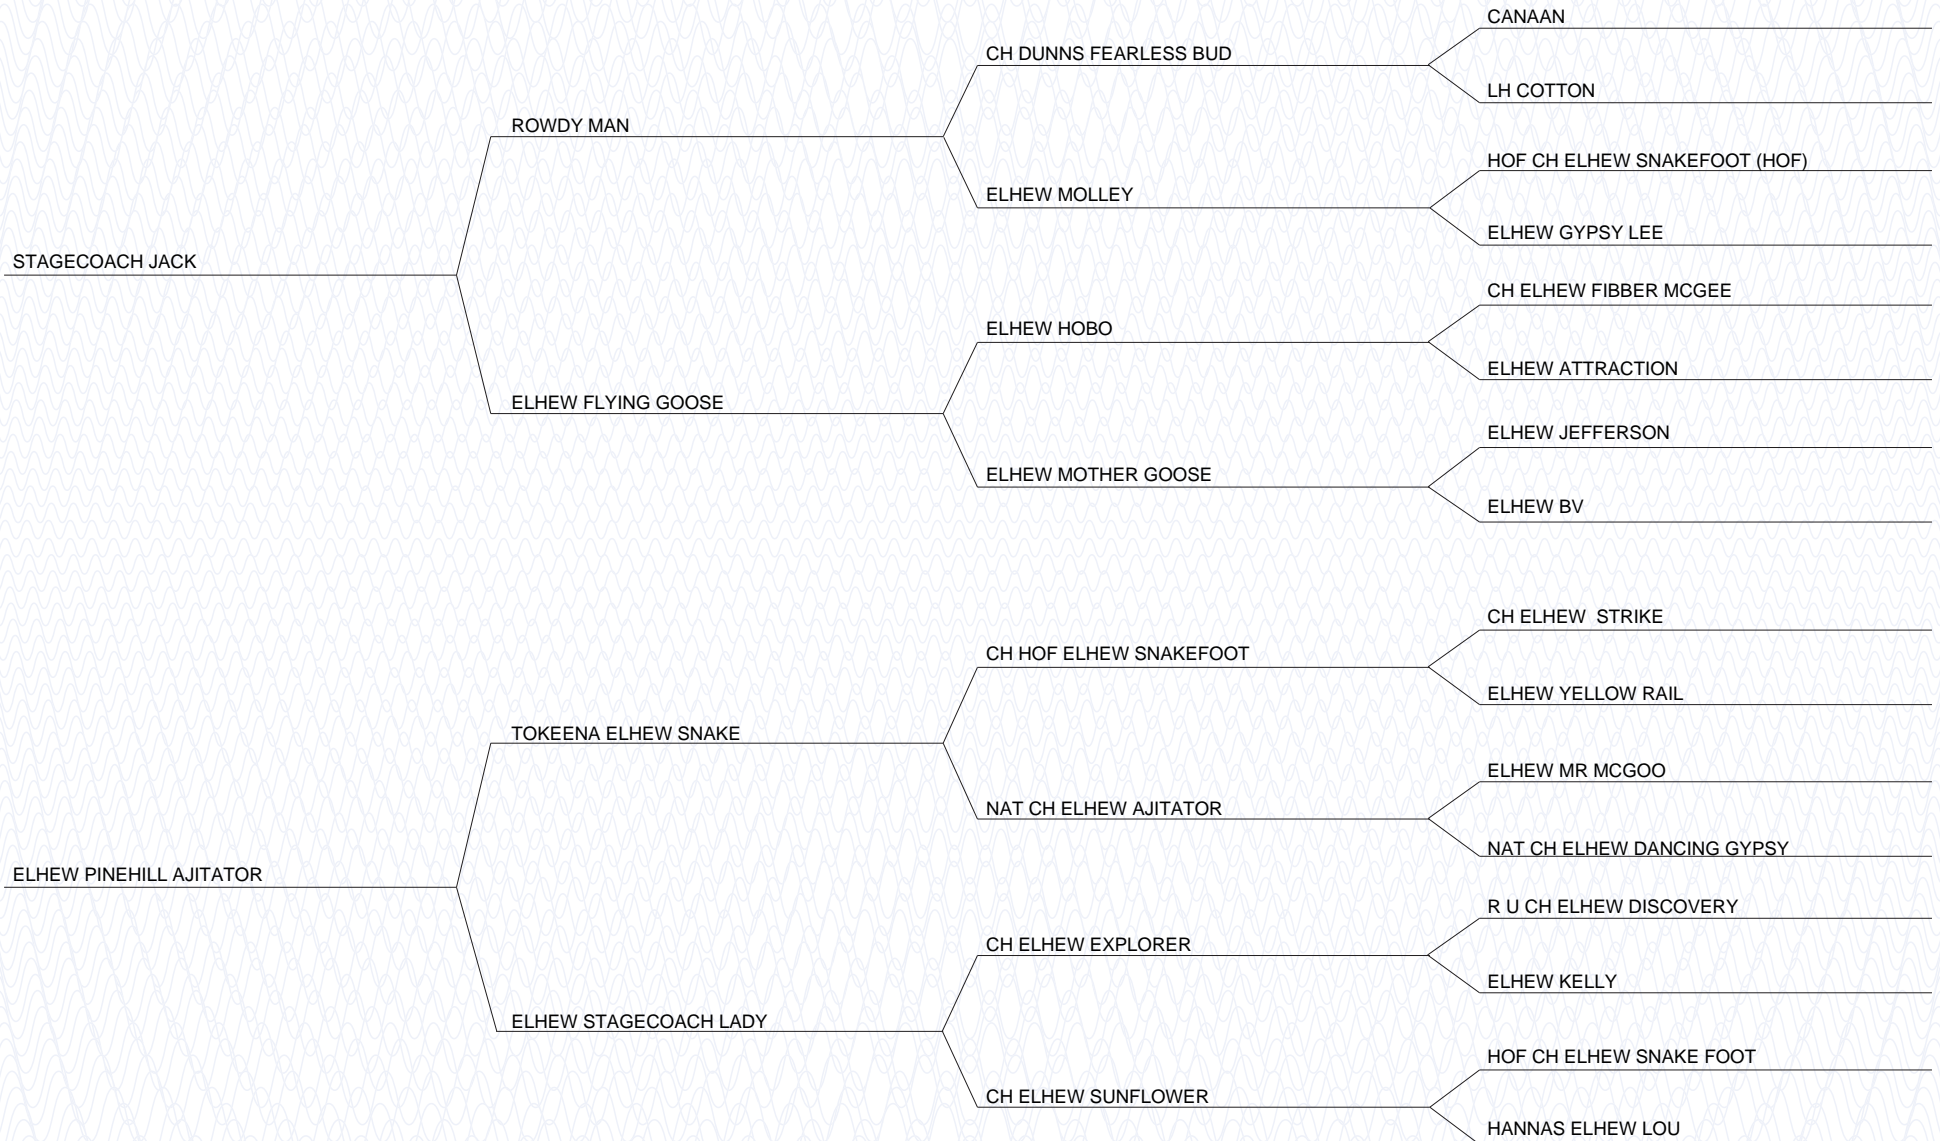 CANAAN
CH DUNNS FEARLESS BUD
LH COTTON
ROWDY MAN
HOF CH ELHEW SNAKEFOOT (HOF)
ELHEW MOLLEY
ELHEW GYPSY LEE
STAGECOACH JACK
CH ELHEW FIBBER MCGEE
ELHEW HOBO
ELHEW ATTRACTION
ELHEW FLYING GOOSE
ELHEW JEFFERSON
ELHEW MOTHER GOOSE
ELHEW BV
CH ELHEW  STRIKE
CH HOF ELHEW SNAKEFOOT
ELHEW YELLOW RAIL
TOKEENA ELHEW SNAKE
ELHEW MR MCGOO
NAT CH ELHEW AJITATOR
NAT CH ELHEW DANCING GYPSY
ELHEW PINEHILL AJITATOR
R U CH ELHEW DISCOVERY
CH ELHEW EXPLORER
ELHEW KELLY
ELHEW STAGECOACH LADY
HOF CH ELHEW SNAKE FOOT
CH ELHEW SUNFLOWER
HANNAS ELHEW LOU